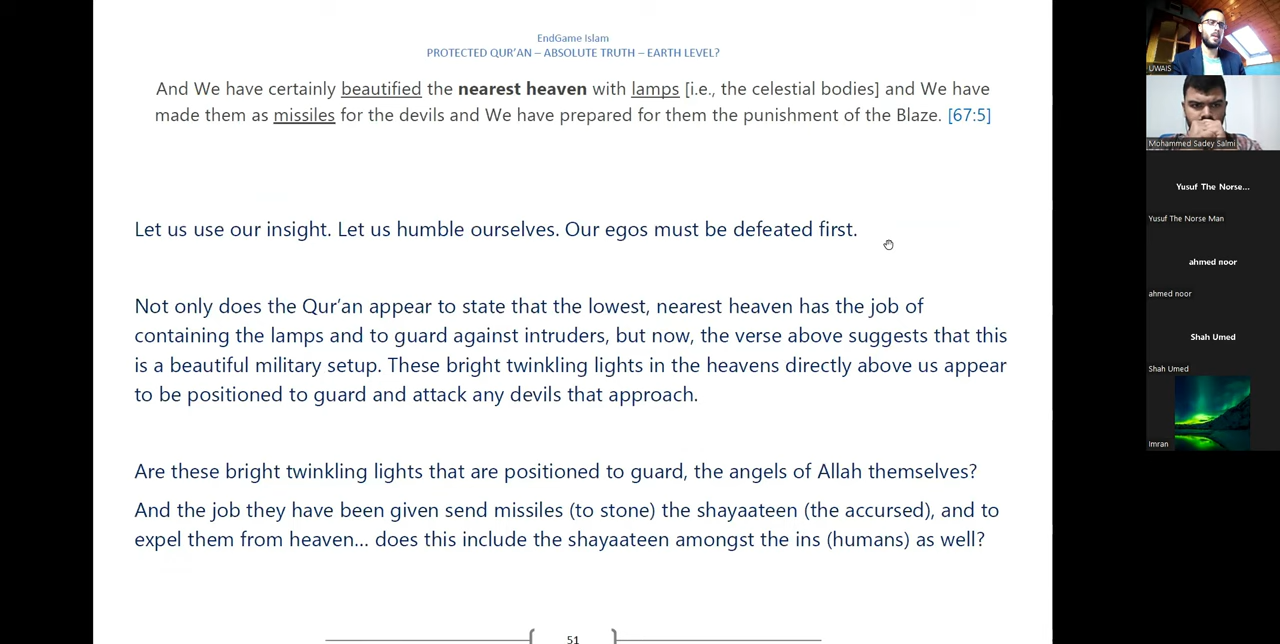 EndGame Islam
PROTECTED QUR’AN – ABSOLUTE TRUTH – EARTH LEVEL?
And We have certainly beautified the nearest heaven with lamps [i.e., the celestial bodies] and We have
made them as missiles for the devils and We have prepared for them the punishment of the Blaze. [67:5]
Let us use our insight. Let us humble ourselves. Our egos must be defeated first.
Not only does the Qur’an appear to state that the lowest, nearest heaven has the job of
containing the lamps and to guard against intruders, but now, the verse above suggests that this
is a beautiful military setup. These bright twinkling lights in the heavens directly above us appear
to be positioned to guard and attack any devils that approach.
Are these bright twinkling lights that are positioned to guard, the angels of Allah themselves?
And the job they have been given send missiles (to stone) the shayaateen (the accursed), and to
expel them from heaven... does this include the shayaateen amongst the ins (humans) as well?
51
UWAIS
Mohammed Sadey Salmi
Yusuf The Norse...
Yusuf The Norse Man
ahmed noor
ahmed noor
Shah Umed
Shah Umed
Imran